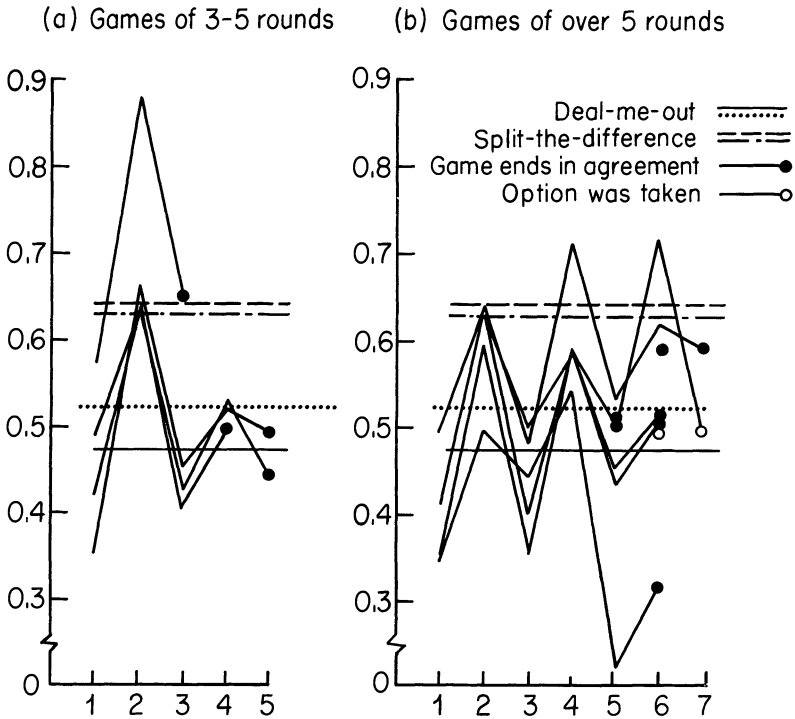 (a) Games of 3-5 rounds
(b) Games of over 5 rounds
0.9
0.8
0.7
0.6
0.5
0.4
0.3
0
1 2 3 4 5
0.9
0.8
0.7
0.6
0.5
0.4
0.3
0
1 2 3 4 5 6 7
Deal-me-out
Split-the-difference
Game ends in agreement
Option was taken